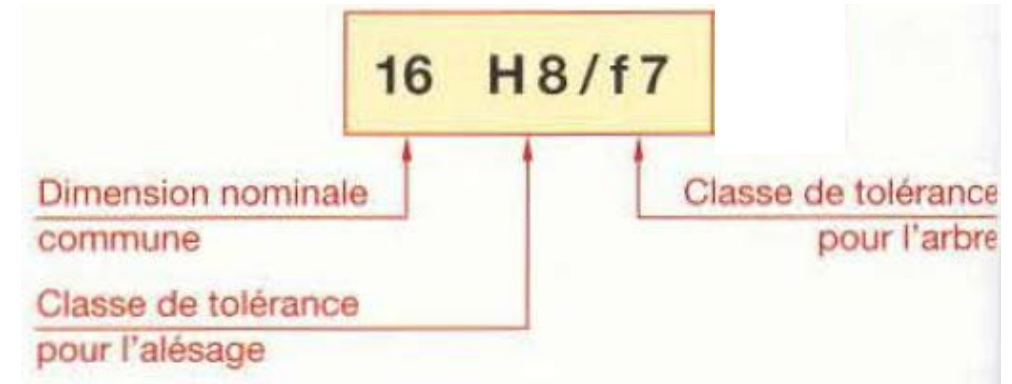 16 H8/f7
Dimension nominale
commune
Classe de tolérance
pour l'arbre
Classe de tolérance
pour l'alésage